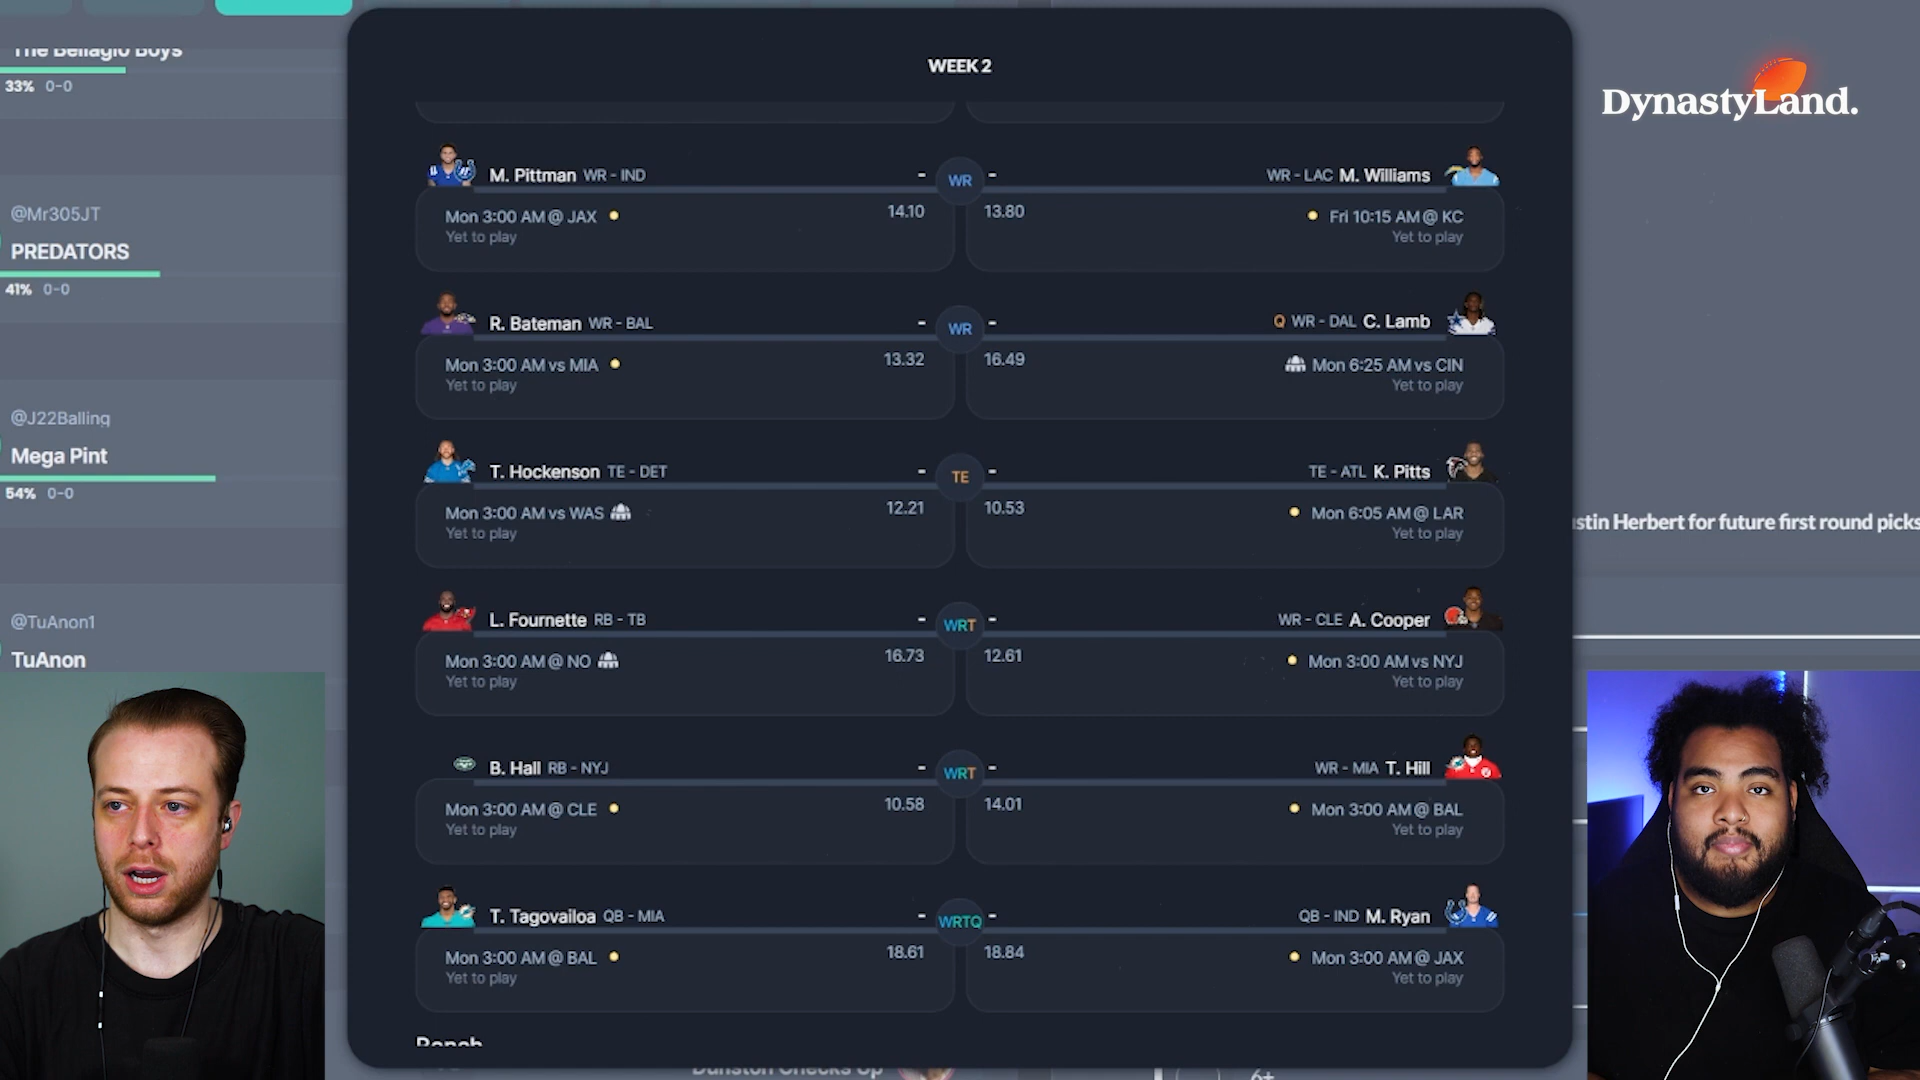 The Bellagio Boys
33% 0-0
@Mr305JT
PREDATORS
41% 0-0
@J22Balling
Mega Pint
54% 0-0
@TuAnon1
TuAnon
WEEK 2
M. Pittman WR - IND - WR - WR - LAC M. Williams
Mon 3:00 AM @ JAX 14.10 13.80 Fri 10:15 AM @ KC
Yet to play Yet to play
R. Bateman WR - BAL - WR - Q WR - DAL C. Lamb
Mon 3:00 AM vs MIA 13.32 16.49 Mon 6:25 AM vs CIN
Yet to play Yet to play
T. Hockenson TE - DET - TE - TE - ATL K. Pitts
Mon 3:00 AM vs WAS 12.21 10.53 Mon 6:05 AM @ LAR
Yet to play Yet to play
L. Fournette RB - TB - WRT - WR - CLE A. Cooper
Mon 3:00 AM @ NO 16.73 12.61 Mon 3:00 AM vs NYJ
Yet to play Yet to play
B. Hall RB - NYJ - WRT - WR - MIA T. Hill
Mon 3:00 AM @ CLE 10.58 14.01 Mon 3:00 AM @ BAL
Yet to play Yet to play
T. Tagovailoa QB - MIA - WRTQ - QB - IND M. Ryan
Mon 3:00 AM @ BAL 18.61 18.84 Mon 3:00 AM @ JAX
Yet to play Yet to play
Bench
Dunston Checks Up
6+
DynastyLand.
stin Herbert for future first round picks